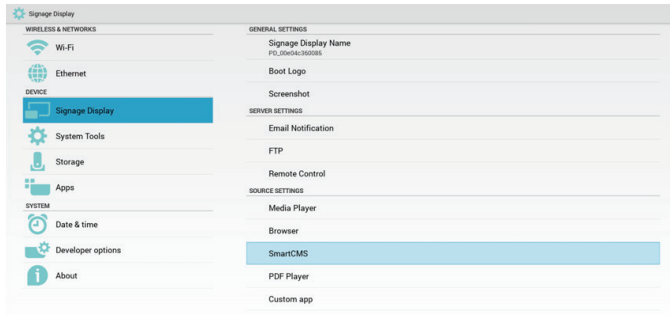 Signage Display
WIRELESS & NETWORKS
Wi-Fi
Ethernet
DEVICE
Signage Display
System Tools
Storage
Apps
SYSTEM
Date & time
Developer options
About
GENERAL SETTINGS
Signage Display Name
PD_00e04c360085
Boot Logo
Screenshot
SERVER SETTINGS
Email Notification
FTP
Remote Control
SOURCE SETTINGS
Media Player
Browser
SmartCMS
PDF Player
Custom app